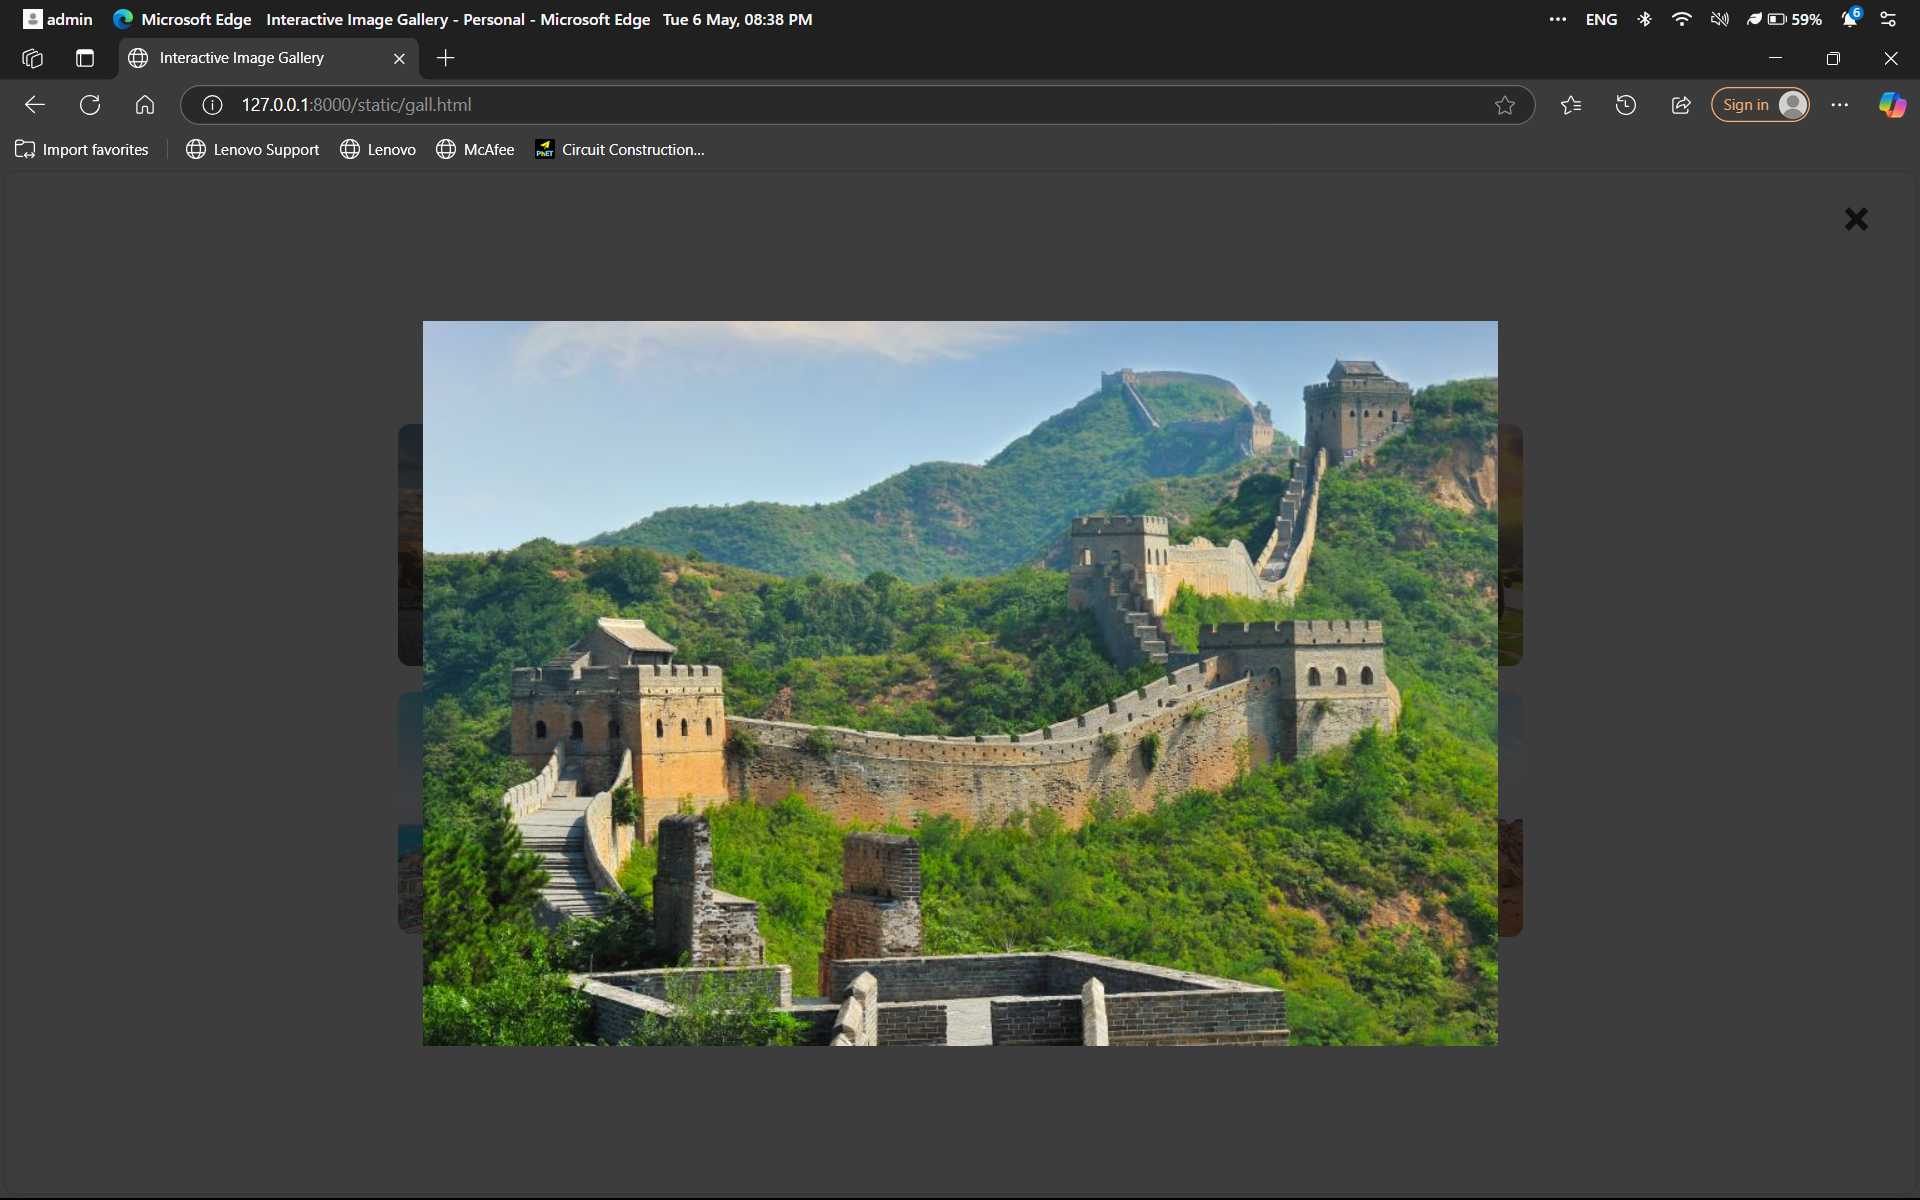 admin Microsoft Edge Interactive Image Gallery - Personal - Microsoft Edge Tue 6 May, 08:38 PM ENG 59% 6
Interactive Image Gallery
127.0.0.1:8000/static/gall.html Sign in
Import favorites Lenovo Support Lenovo McAfee PhET Circuit Construction...